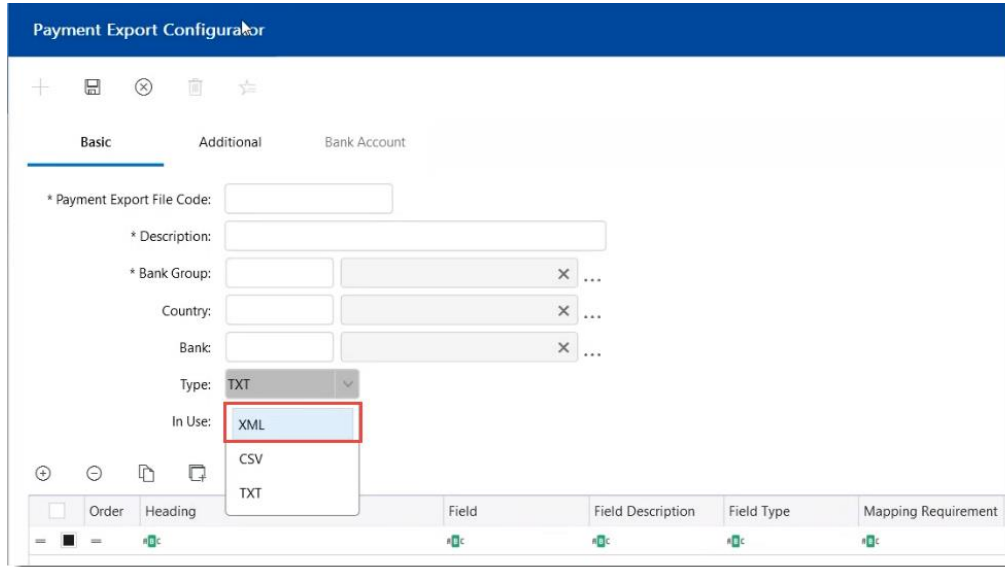 Payment Export Configurator
Basic Additional Bank Account
* Payment Export File Code:
* Description:
* Bank Group:
Country:
Bank:
Type: TXT
In Use: XML
CSV
TXT
Order Heading Field Field Description Field Type Mapping Requirement